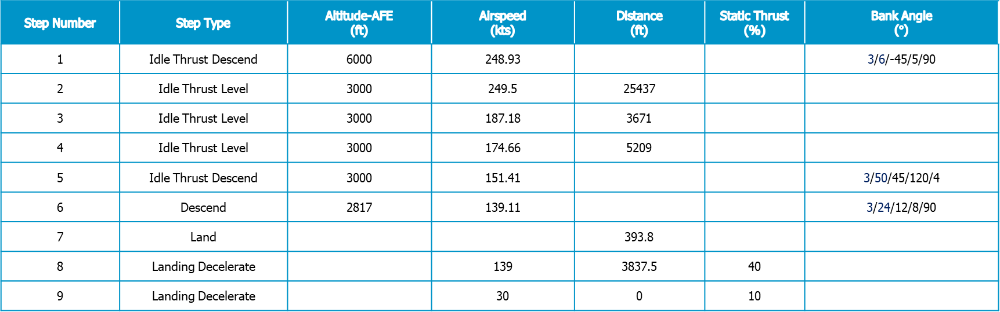 Step Number Step Type Altitude-AFE (ft) Airspeed (kts) Distance (ft) Static Thrust (%) Bank Angle (°)
1 Idle Thrust Descend 6000 248.93 3/6/-45/5/90
2 Idle Thrust Level 3000 249.5 25437
3 Idle Thrust Level 3000 187.18 3671
4 Idle Thrust Level 3000 174.66 5209
5 Idle Thrust Descend 3000 151.41 3/50/45/120/4
6 Descend 2817 139.11 3/24/12/8/90
7 Land 393.8
8 Landing Decelerate 139 3837.5 40
9 Landing Decelerate 30 0 10